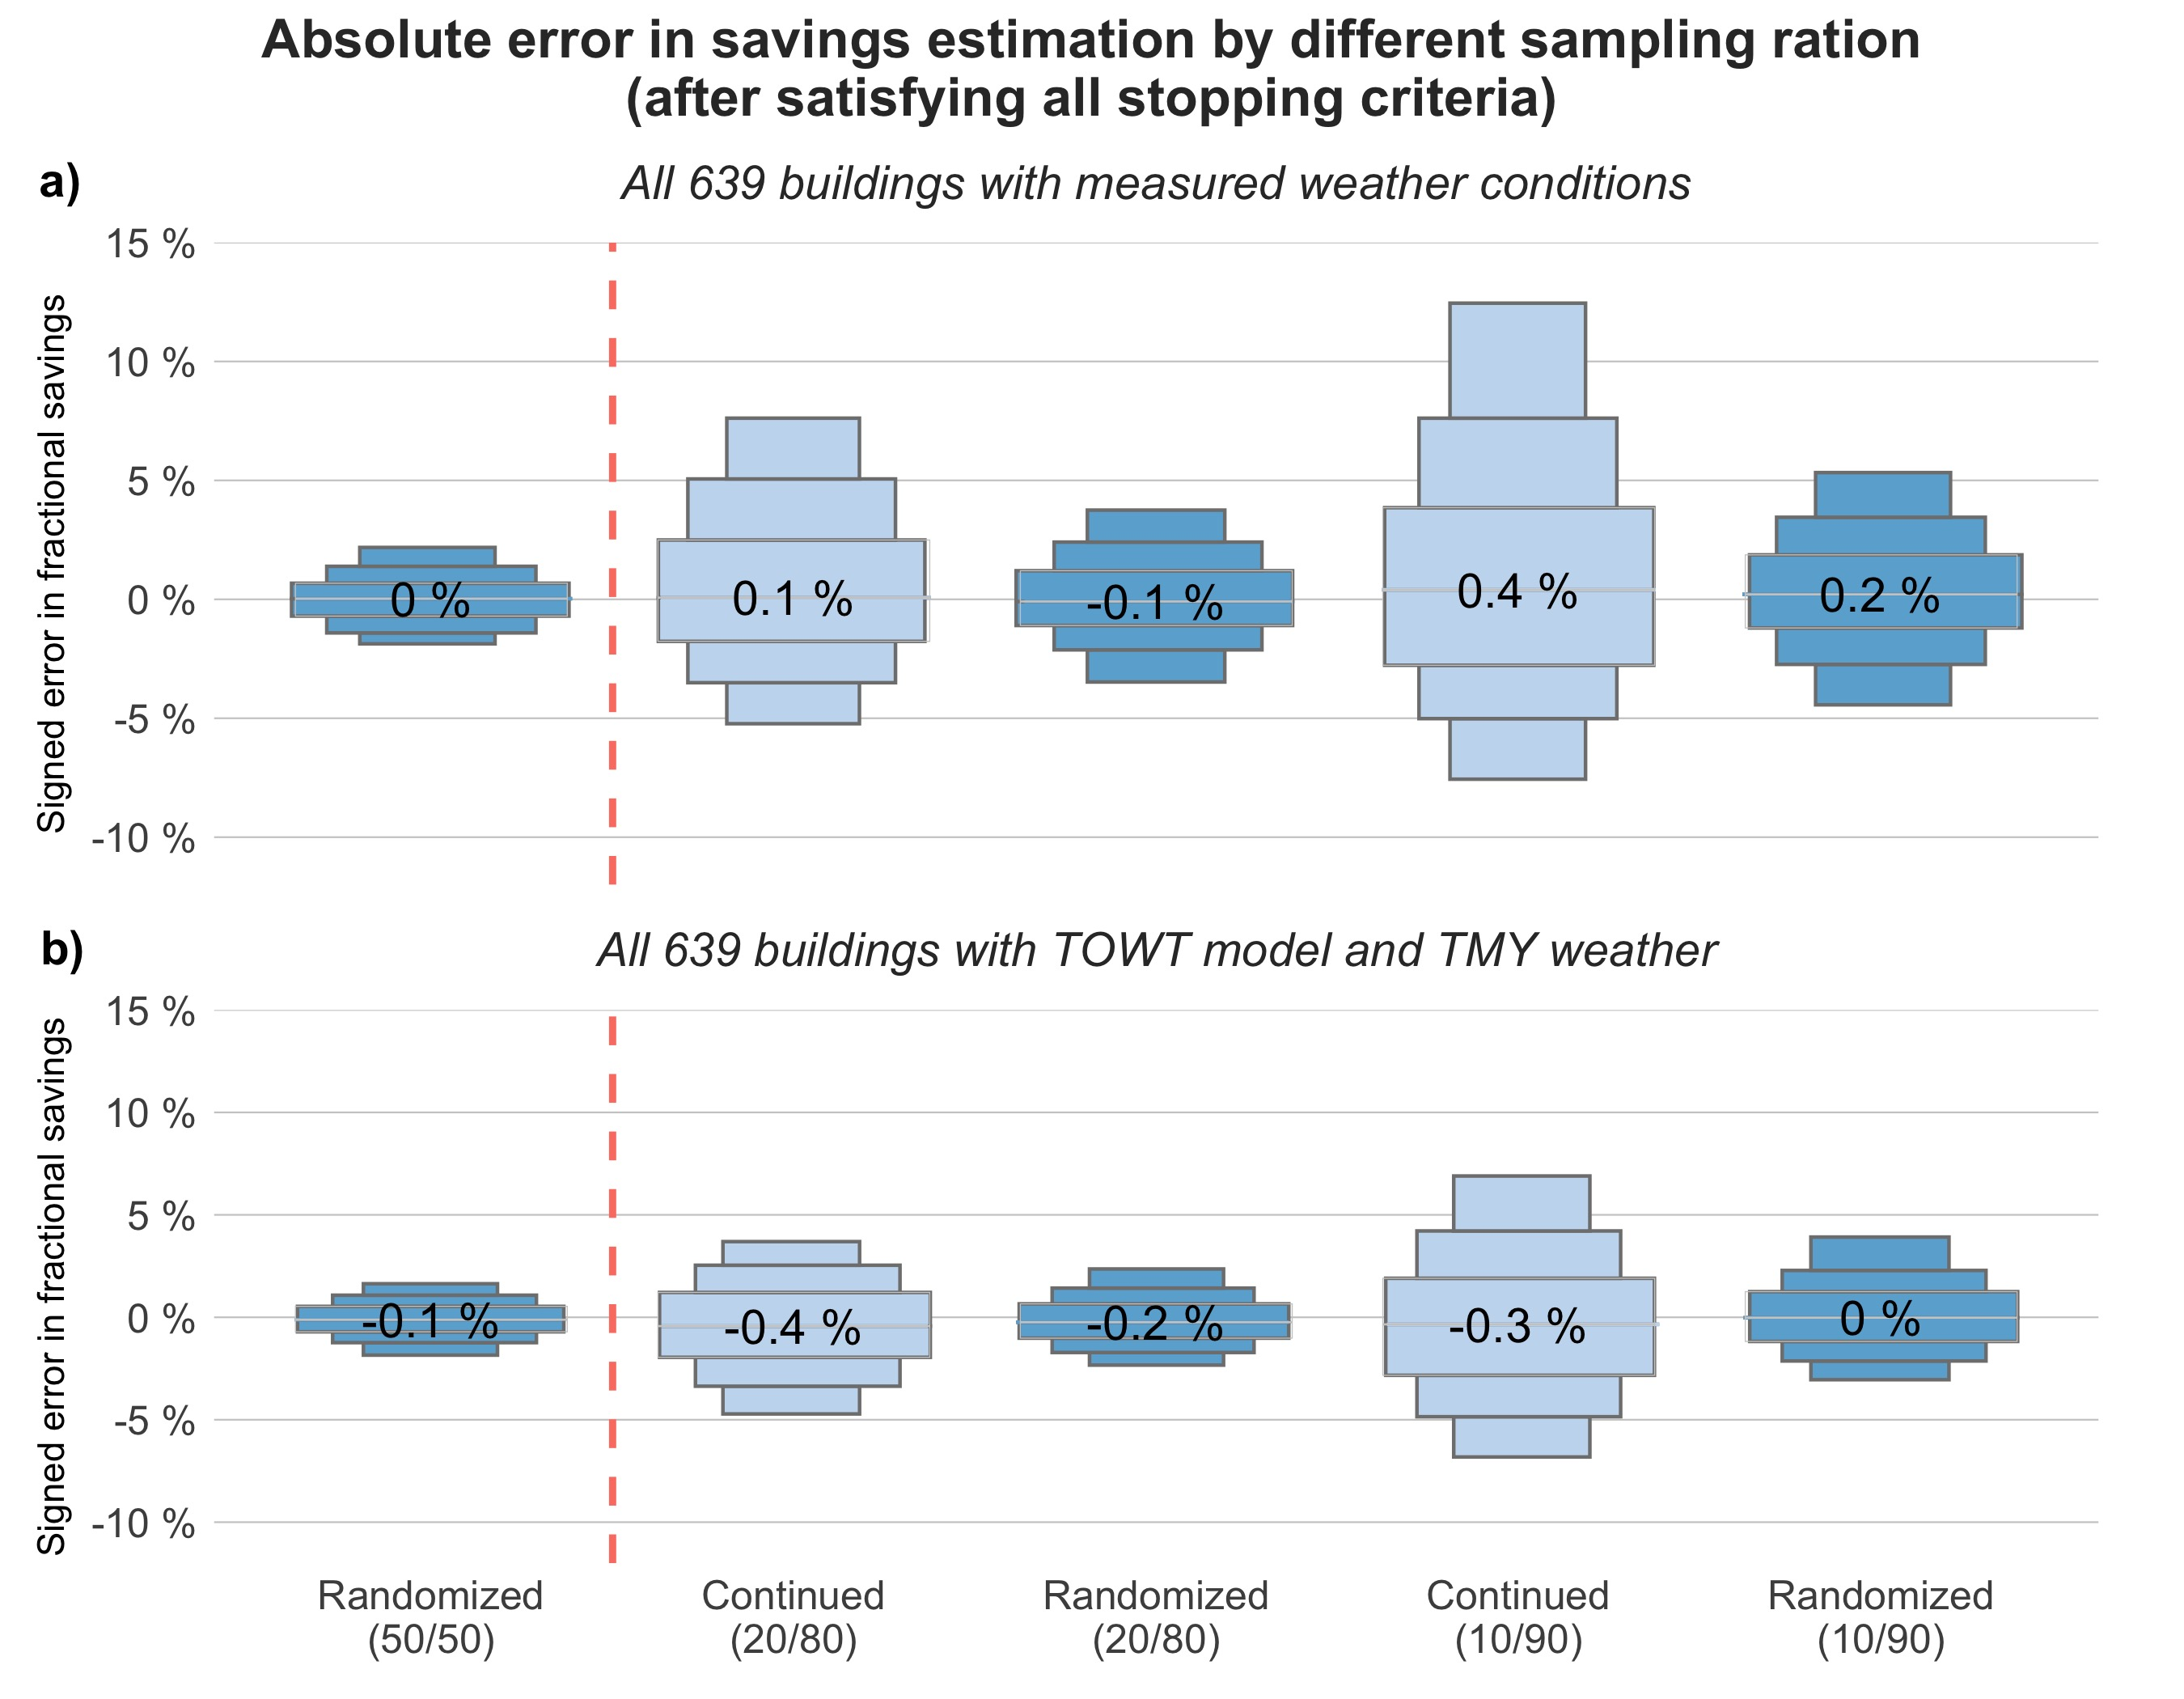 Absolute error in savings estimation by different sampling ration
(after satisfying all stopping criteria)
a)
All 639 buildings with measured weather conditions
Signed error in fractional savings
15 %
10 %
5 %
0 %
-5 %
-10 %
0 %
0.1 %
-0.1 %
0.4 %
0.2 %
b)
All 639 buildings with TOWT model and TMY weather
Signed error in fractional savings
15 %
10 %
5 %
0 %
-5 %
-10 %
-0.1 %
-0.4 %
-0.2 %
-0.3 %
0 %
Randomized
(50/50)
Continued
(20/80)
Randomized
(20/80)
Continued
(10/90)
Randomized
(10/90)